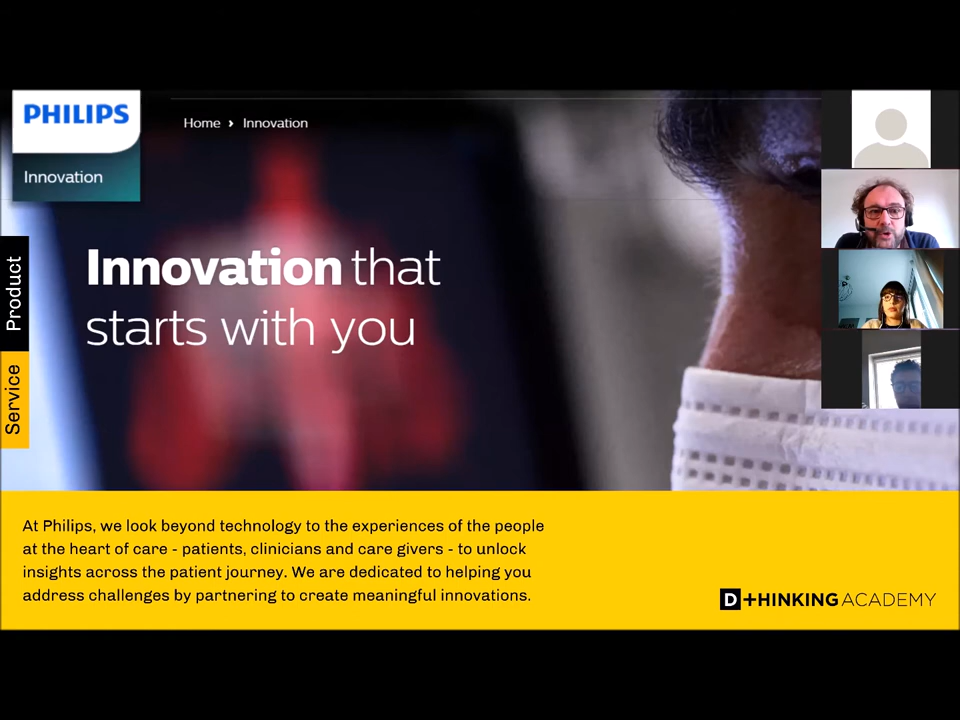 PHILIPS
Home › Innovation
Innovation
Innovation that
starts with you
Product
Service
At Philips, we look beyond technology to the experiences of the people
at the heart of care - patients, clinicians and care givers - to unlock
insights across the patient journey. We are dedicated to helping you
address challenges by partnering to create meaningful innovations.
D+HINKING ACADEMY